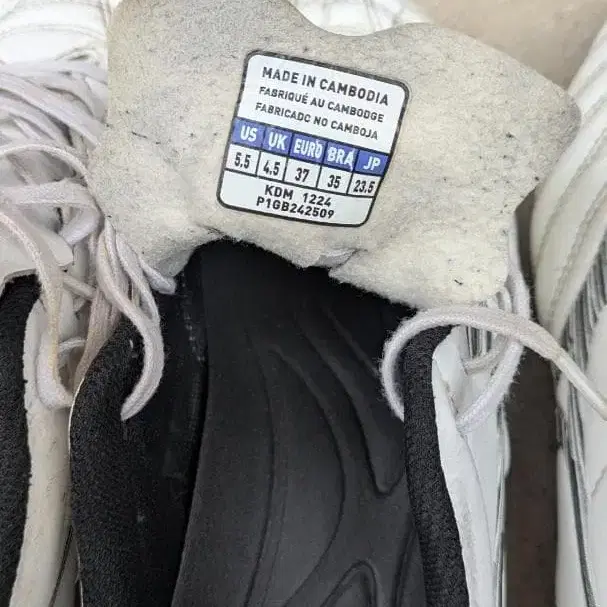 MADE IN CAMBODIA
FABRIQUÉ AU CAMBODGE
FABRICADO NO CAMBOJA
US UK EURO BRA JP
5.5 4.5 37 35 23.5
KDM 1224
P1GB242509